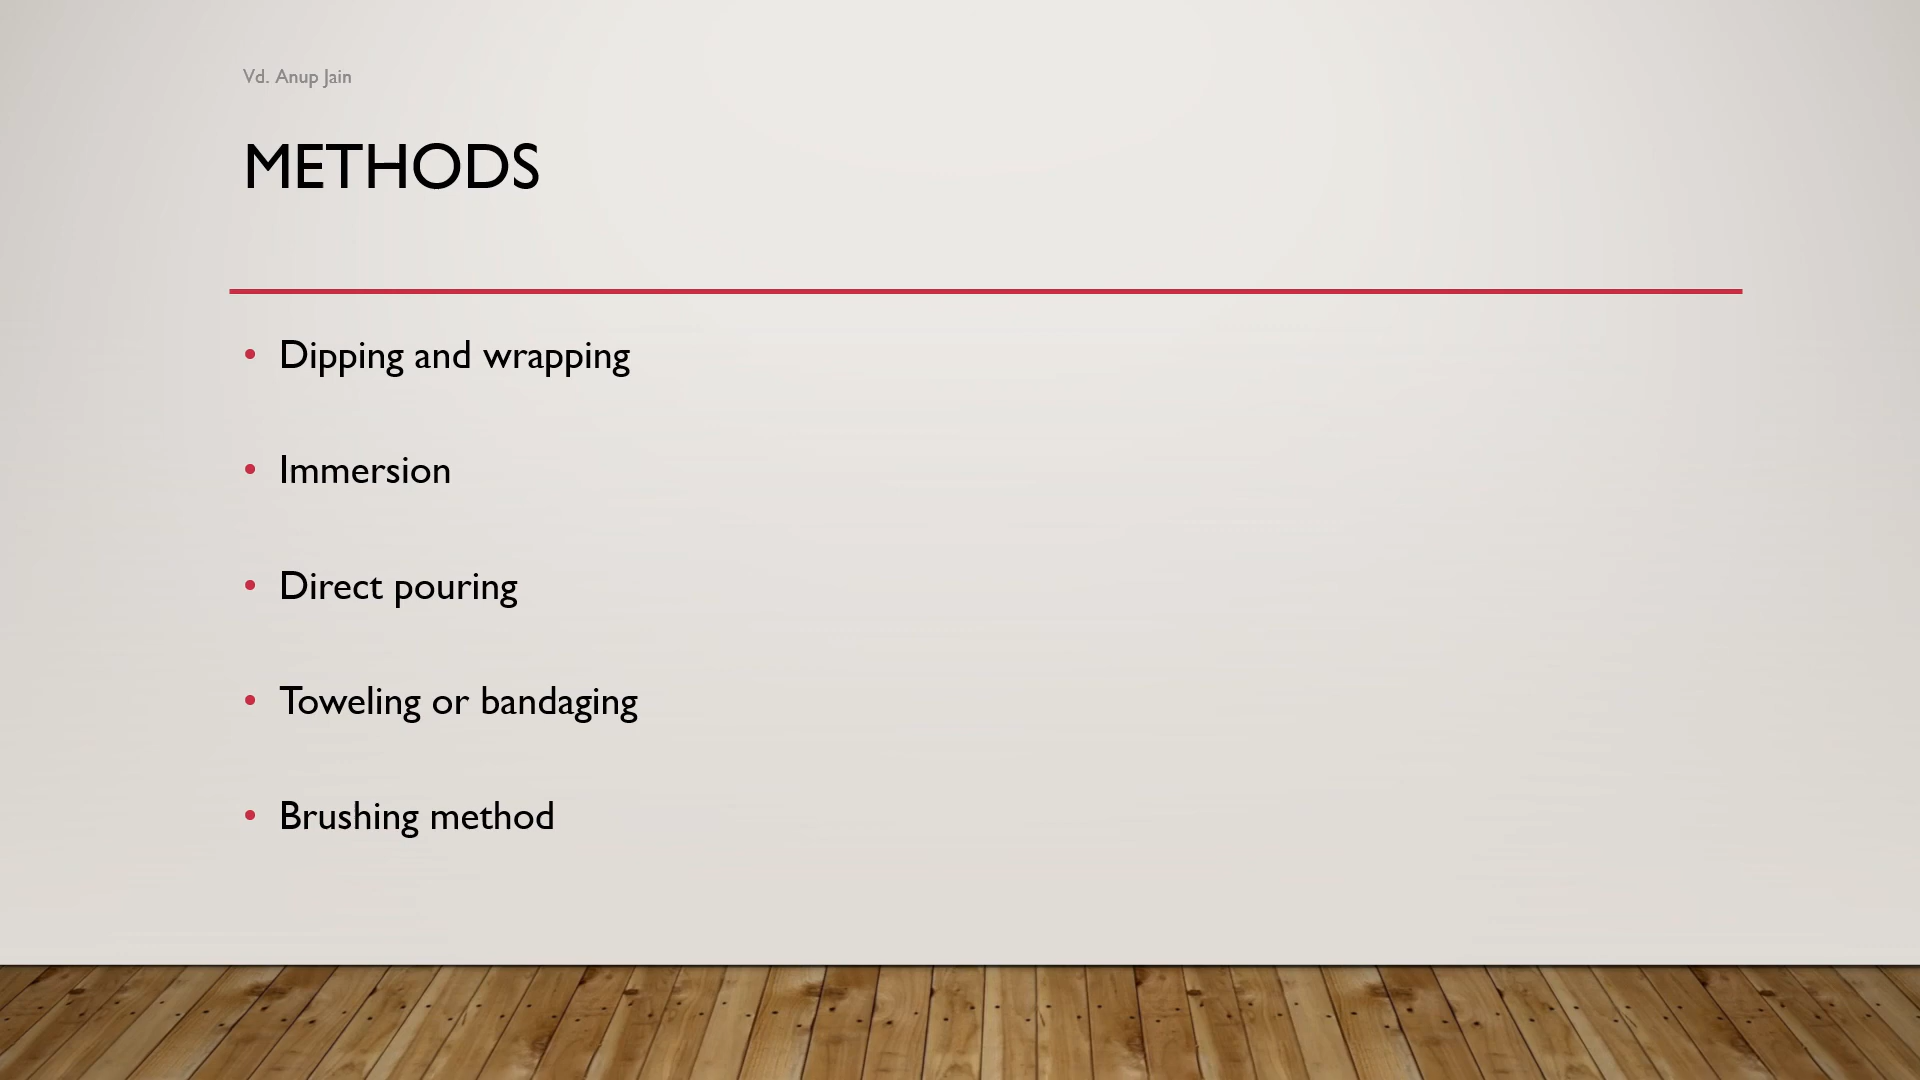 Vd. Anup Jain
METHODS
• Dipping and wrapping
• Immersion
• Direct pouring
• Toweling or bandaging
• Brushing method